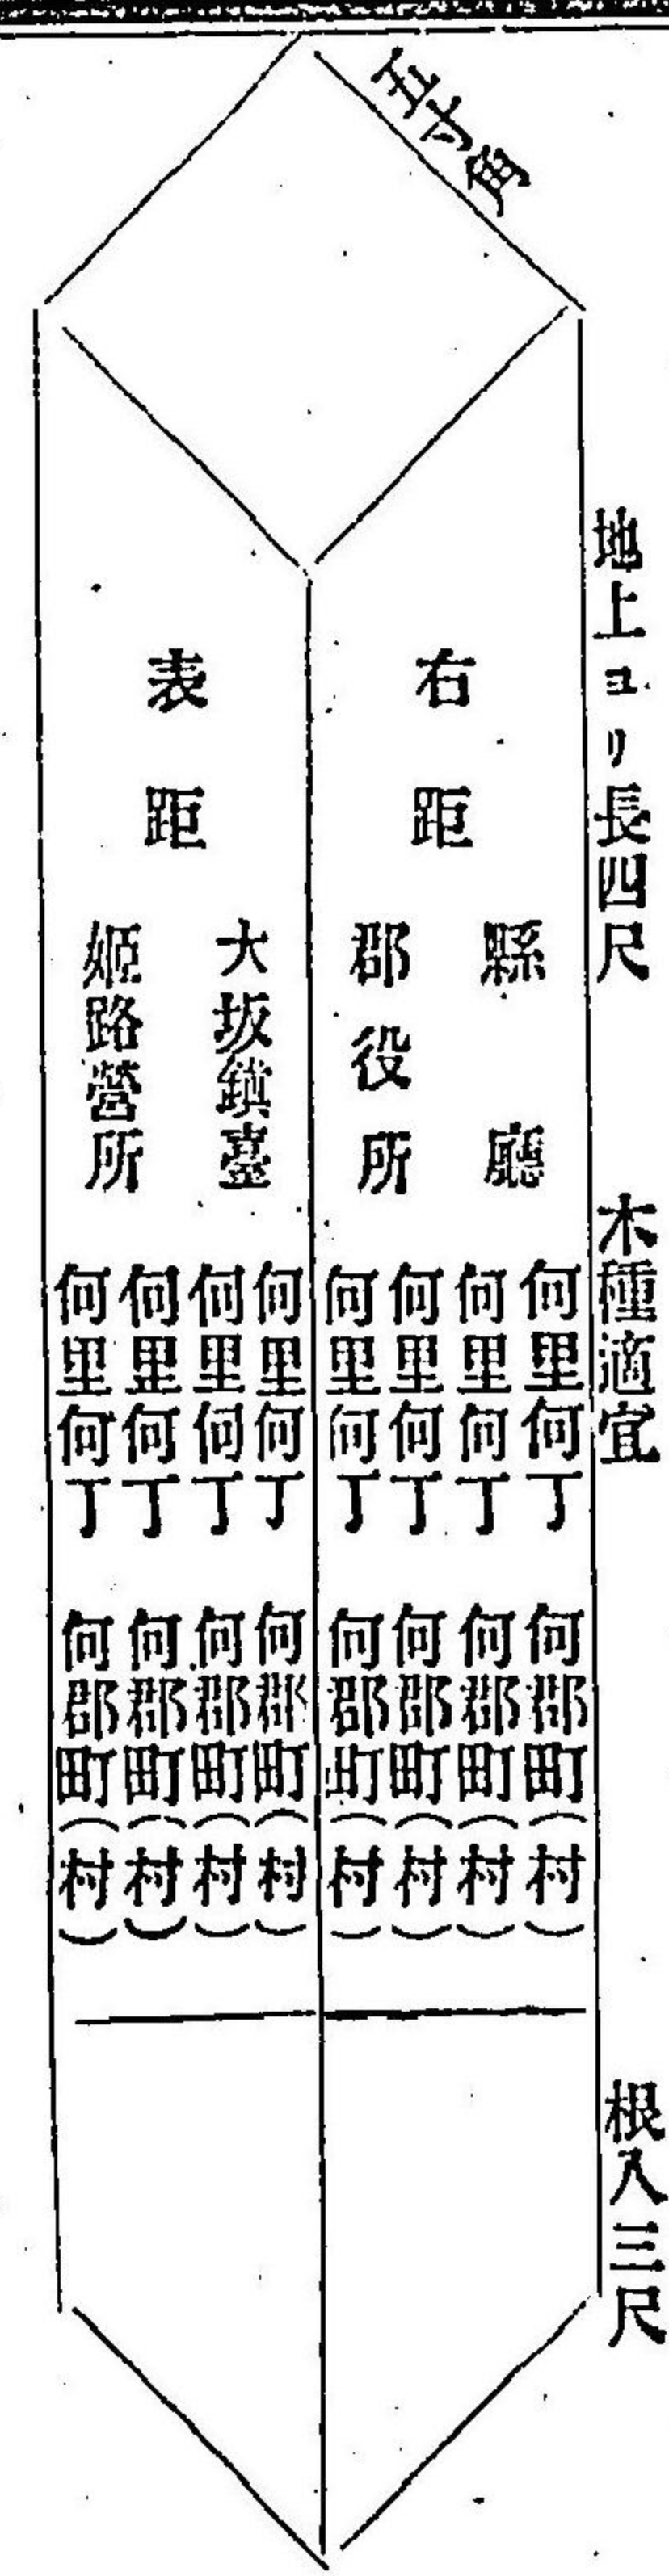 五寸角
地上ヨリ長四尺
木種適宜
根入三尺
右
距
縣廳
郡役所
何里何丁 何郡町(村)
何里何丁 何郡町(村)
何里何丁 何郡町(村)
何里何丁 何郡町(村)
表
距
大坂鎮臺
姬路營所
何里何丁 何郡町(村)
何里何丁 何郡町(村)
何里何丁 何郡町(村)
何里何丁 何郡町(村)